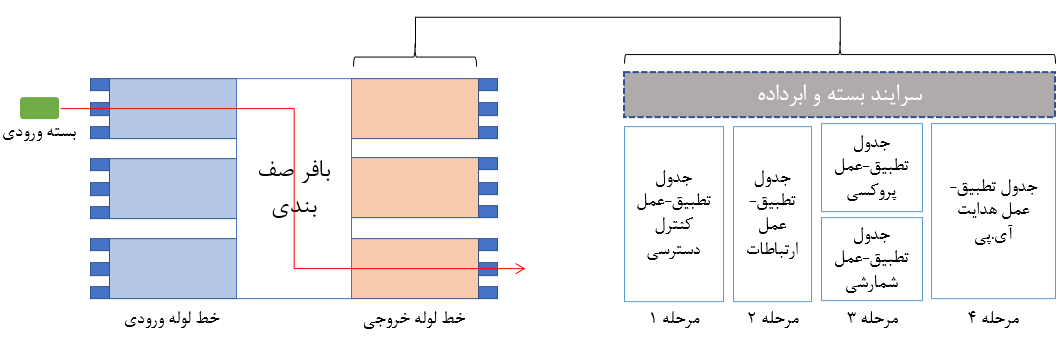 بسته ورودی
بافر صف
بندی
خط لوله ورودی
خط لوله خروجی
سرایند بسته و ابرداده
جدول
تطبیق-عمل
کنترل
دسترسی
جدول
تطبیق-
عمل
ارتباطات
جدول
تطبیق-عمل
پروکسی
جدول
تطبیق-عمل
شمارشی
جدول تطبیق-
عمل هدایت
آی.پی
مرحله ۱
مرحله ۲
مرحله ۳
مرحله ۴